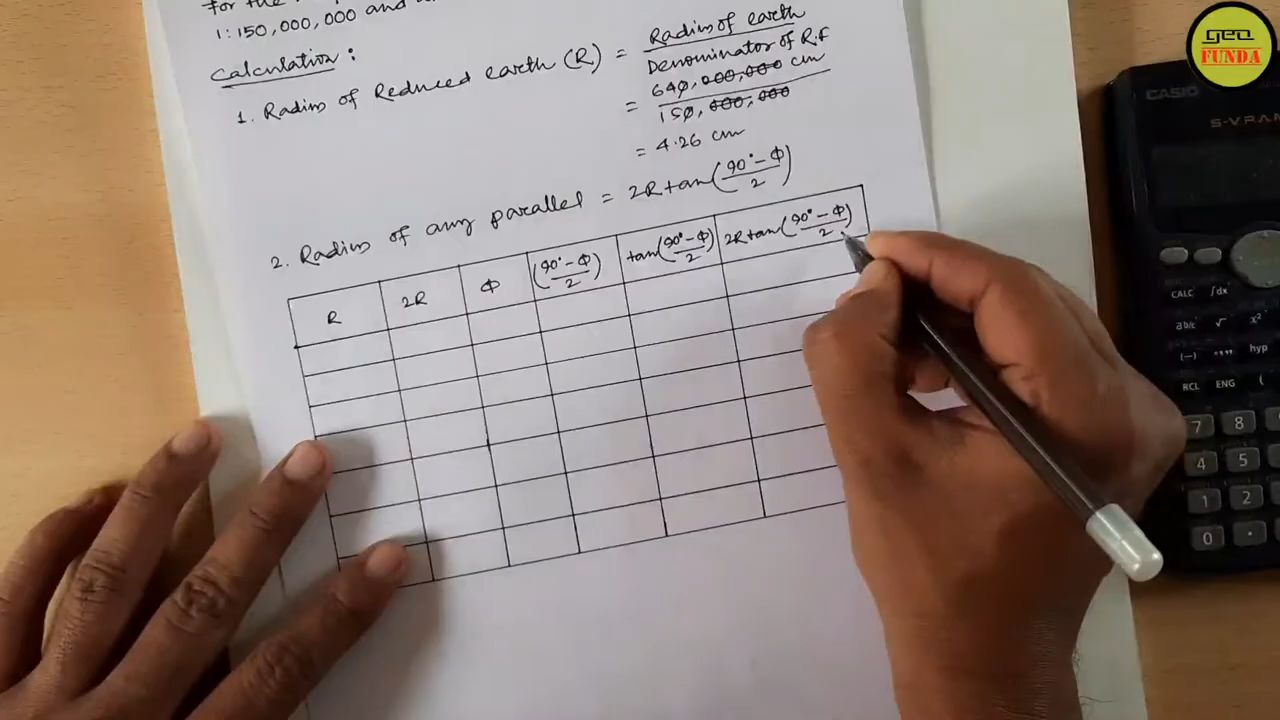 For the
1:150,000,000 and
Calculation :
1. Radius of Reduced earth (R) = Radius of earth
Denominator of R.F
= 640,000,000 cm
150,000,000
= 4.26 cm
2. Radius of any parallel = 2R tan(90°-Φ/2)
R 2R Φ (90°-Φ/2) tan(90°-Φ/2) 2R tan(90°-Φ/2)
GEO
FUNDA
CASIO
S-V.P.A.M.
CALC ∫dx
ab/c √ x²
(-) °’” hyp
RCL ENG (
7 8
4 5
1 2
0 ·